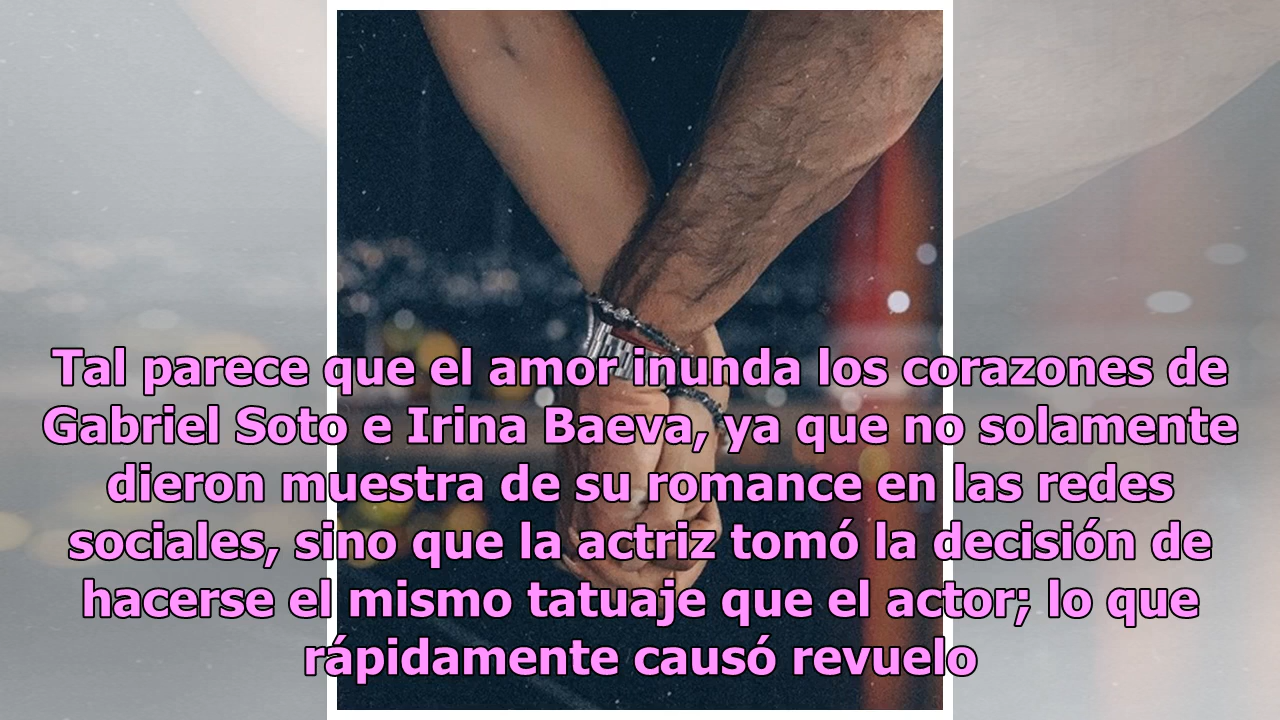 Tal parece que el amor inunda los corazones de
Gabriel Soto e Irina Baeva, ya que no solamente
dieron muestra de su romance en las redes
sociales, sino que la actriz tomó la decisión de
hacerse el mismo tatuaje que el actor; lo que
rápidamente causó revuelo